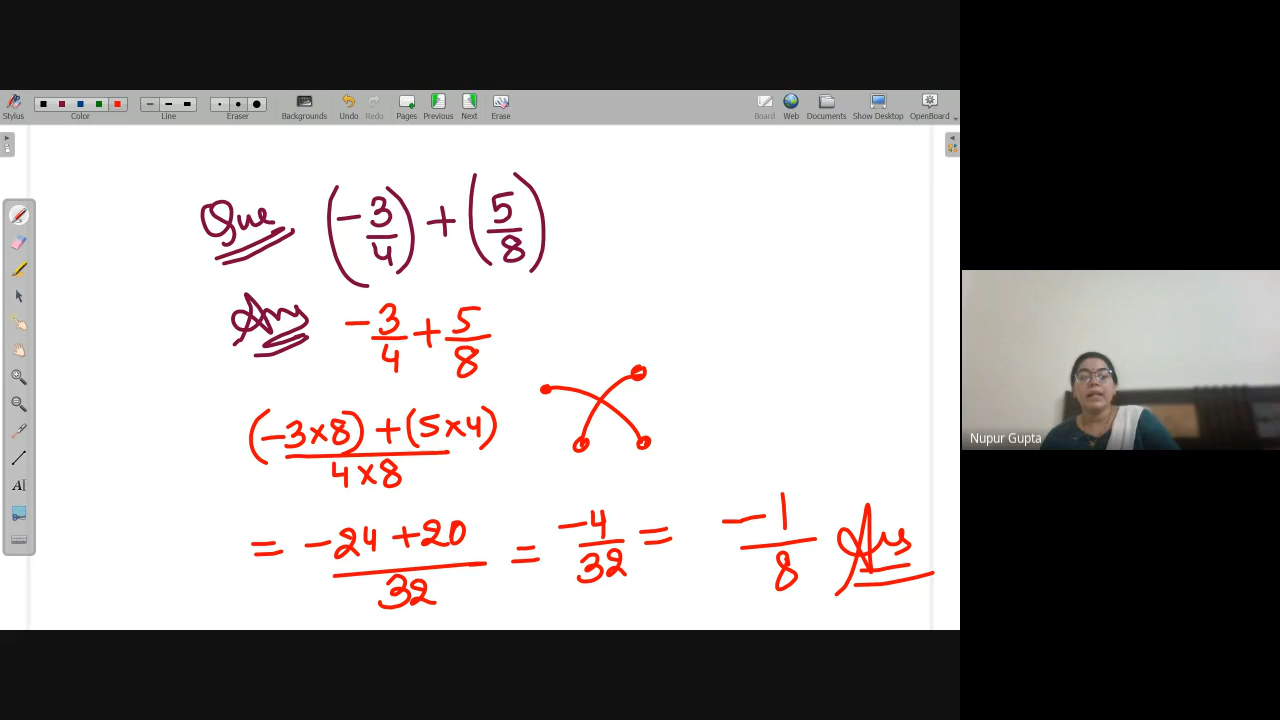 Stylus Color Line Eraser Backgrounds Undo Redo Pages Previous Next Erase Board Web Documents Show Desktop OpenBoard
Que (-3/4) + (5/8)
Ans -3/4 + 5/8
(-3×8) + (5×4) / 4×8
= -24 + 20 / 32 = -4/32 = -1/8 Ans
Nupur Gupta